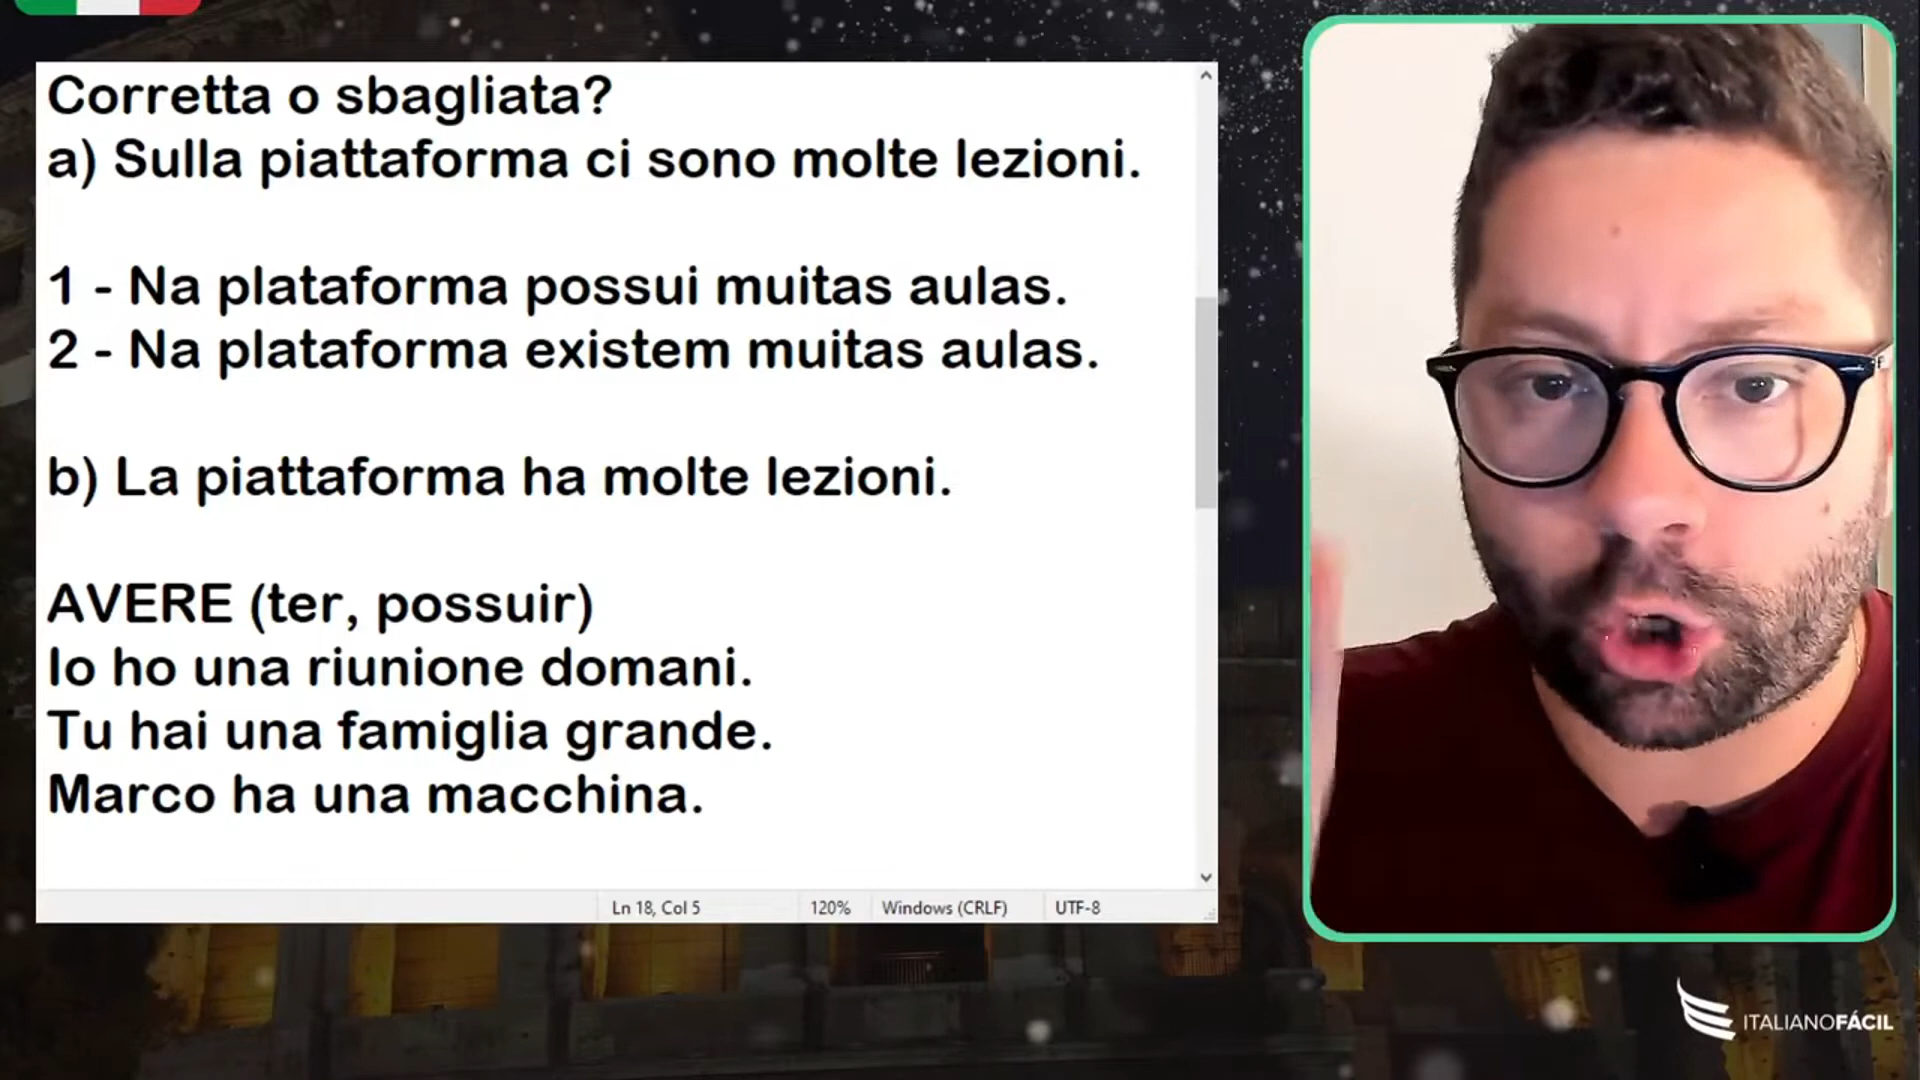 Corretta o sbagliata?
a) Sulla piattaforma ci sono molte lezioni.
1 - Na plataforma possui muitas aulas.
2 - Na plataforma existem muitas aulas.
b) La piattaforma ha molte lezioni.
AVERE (ter, possuir)
Io ho una riunione domani.
Tu hai una famiglia grande.
Marco ha una macchina.
Ln 18, Col 5 120% Windows (CRLF) UTF-8
ITALIANOFÁCIL